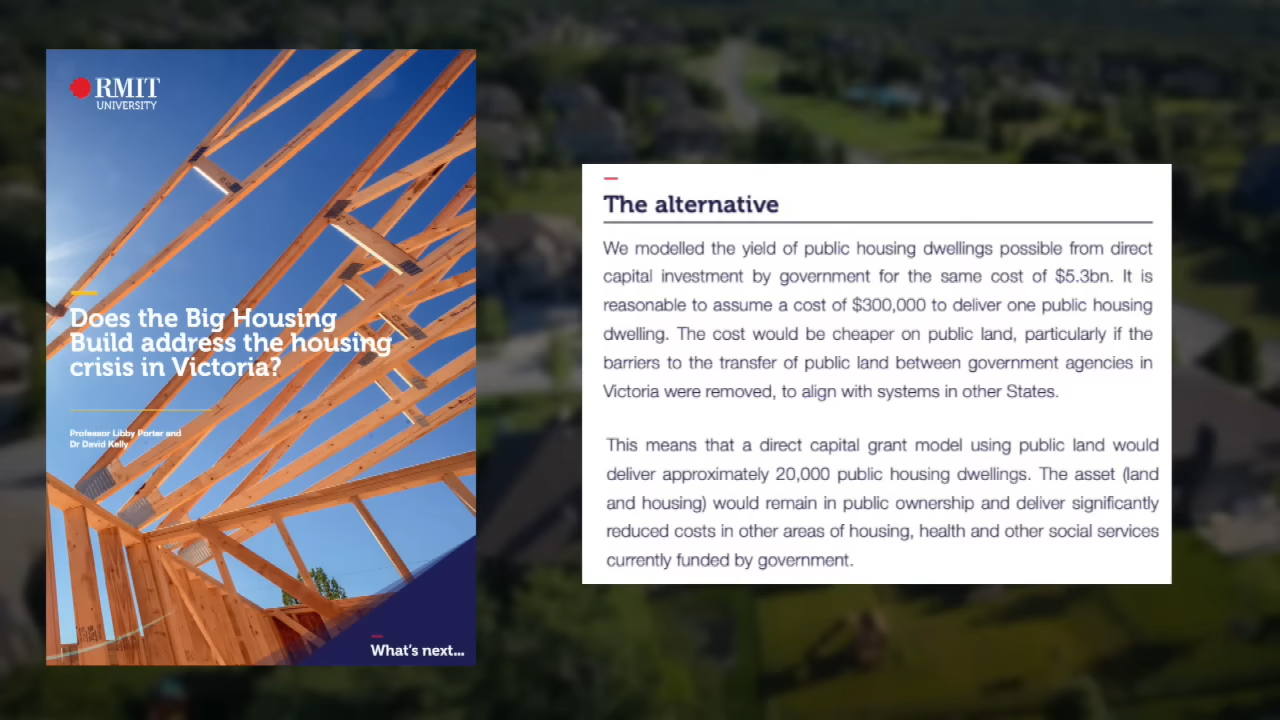 RMIT
UNIVERSITY
Does the Big Housing
Build address the housing
crisis in Victoria?
Professor Libby Porter and
Dr David Kelly
What's next...
The alternative
We modelled the yield of public housing dwellings possible from direct
capital investment by government for the same cost of $5.3bn. It is
reasonable to assume a cost of $300,000 to deliver one public housing
dwelling. The cost would be cheaper on public land, particularly if the
barriers to the transfer of public land between government agencies in
Victoria were removed, to align with systems in other States.
This means that a direct capital grant model using public land would
deliver approximately 20,000 public housing dwellings. The asset (land
and housing) would remain in public ownership and deliver significantly
reduced costs in other areas of housing, health and other social services
currently funded by government.